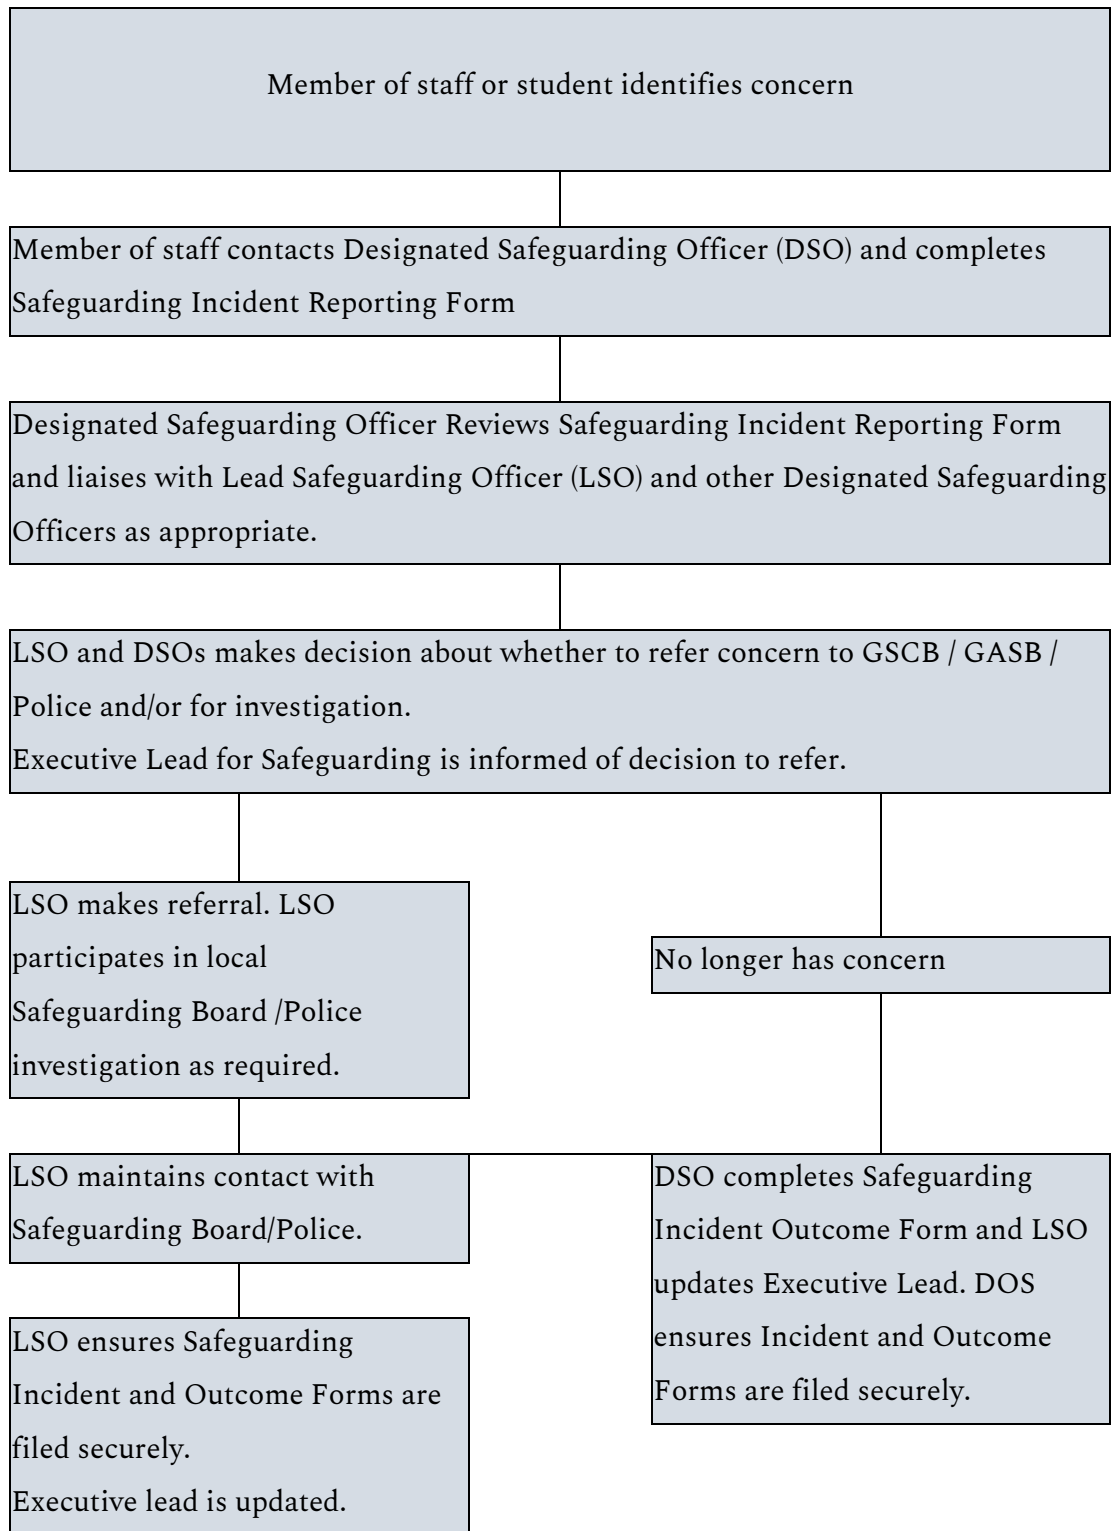 Member of staff or student identifies concern
Member of staff contacts Designated Safeguarding Officer (DSO) and completes
Safeguarding Incident Reporting Form
Designated Safeguarding Officer Reviews Safeguarding Incident Reporting Form
and liaises with Lead Safeguarding Officer (LSO) and other Designated Safeguarding
Officers as appropriate.
LSO and DSOs makes decision about whether to refer concern to GSCB / GASB /
Police and/or for investigation.
Executive Lead for Safeguarding is informed of decision to refer.
LSO makes referral. LSO
participates in local
Safeguarding Board /Police
investigation as required.
No longer has concern
LSO maintains contact with
Safeguarding Board/Police.
DSO completes Safeguarding
Incident Outcome Form and LSO
updates Executive Lead. DOS
ensures Incident and Outcome
Forms are filed securely.
LSO ensures Safeguarding
Incident and Outcome Forms are
filed securely.
Executive lead is updated.